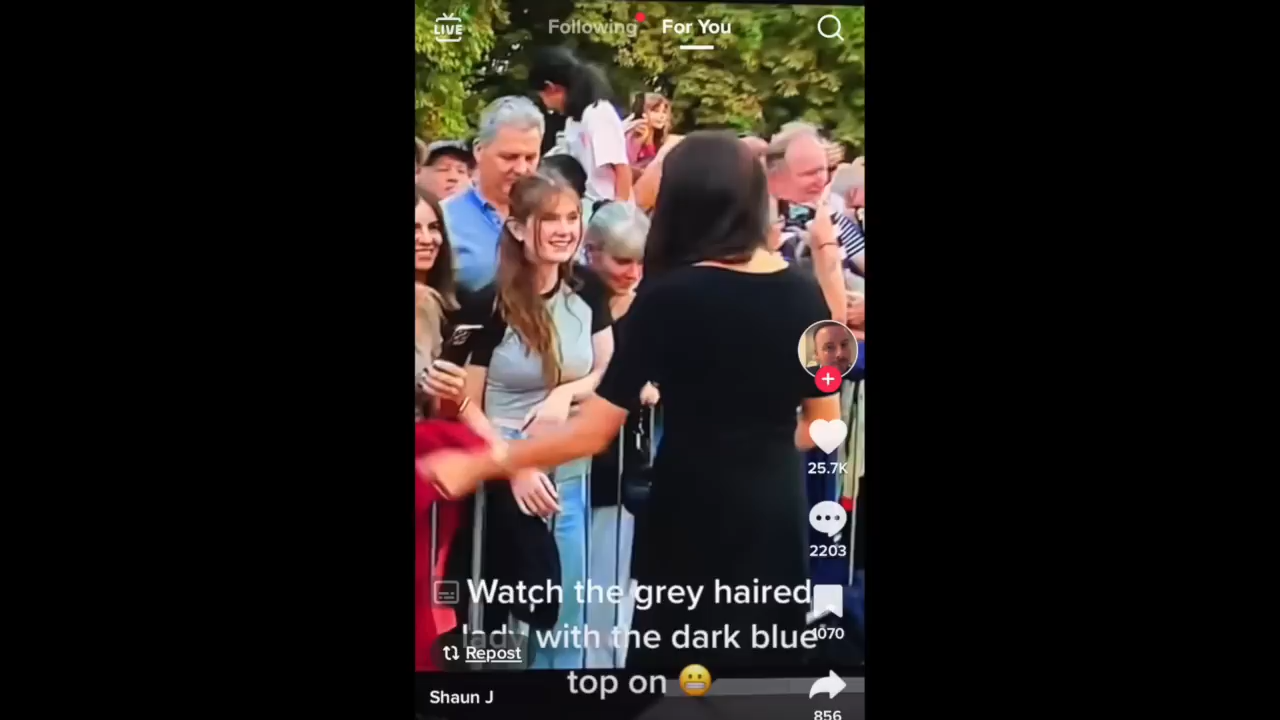 LIVE
Following
For You
25.7K
2203
Watch the grey haired
lady with the dark blue
top on 😬
1070
Repost
Shaun J
856